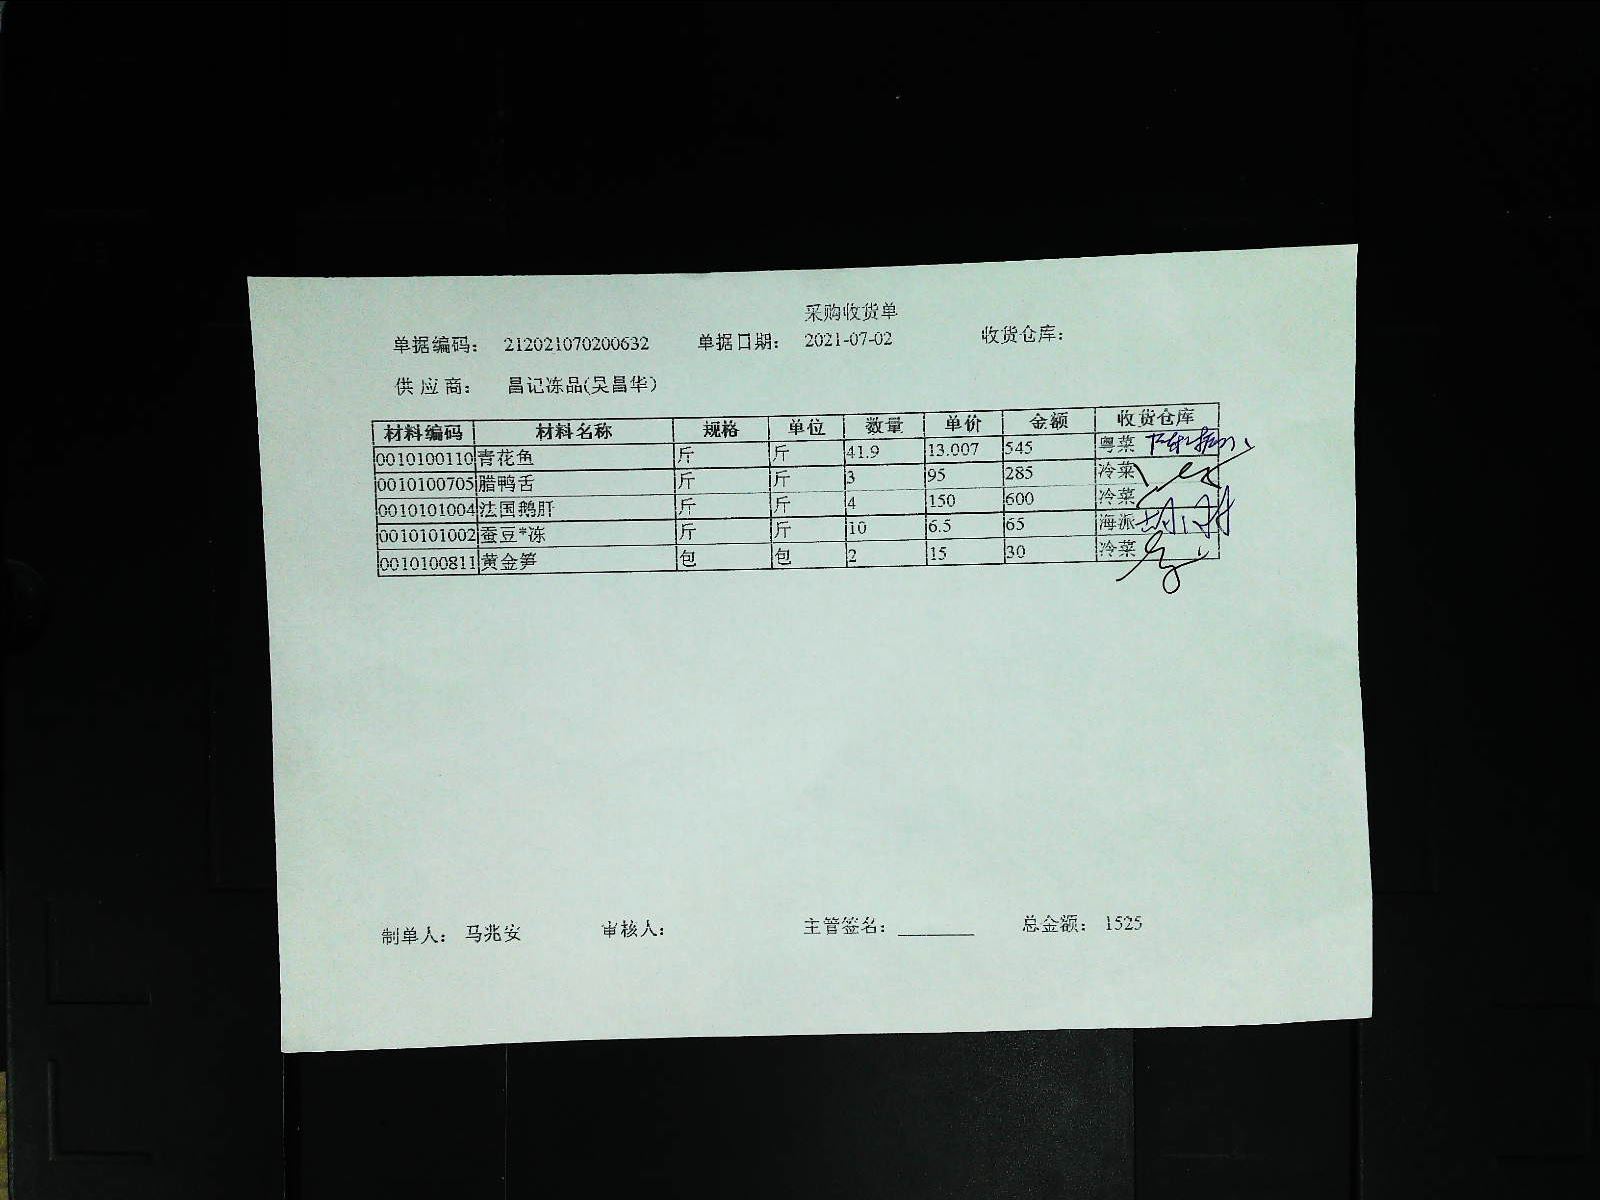 采购收货单
单据编码： 212021070200632 单据日期： 2021-07-02 收货仓库：
供 应 商： 昌记冻品(吴昌华)
材料编码 材料名称 规格 单位 数量 单价 金额 收货仓库
0010100110 青花鱼 斤 斤 41.9 13.007 545 粤菜
0010100705 腊鸭舌 斤 斤 3 95 285 冷菜
0010101004 法国鹅肝 斤 斤 4 150 600 冷菜
0010101002 蚕豆*冻 斤 斤 10 6.5 65 海派
0010100811 黄金笋 包 包 2 15 30 冷菜
制单人： 马兆安 审核人： 主管签名： 总金额： 1525